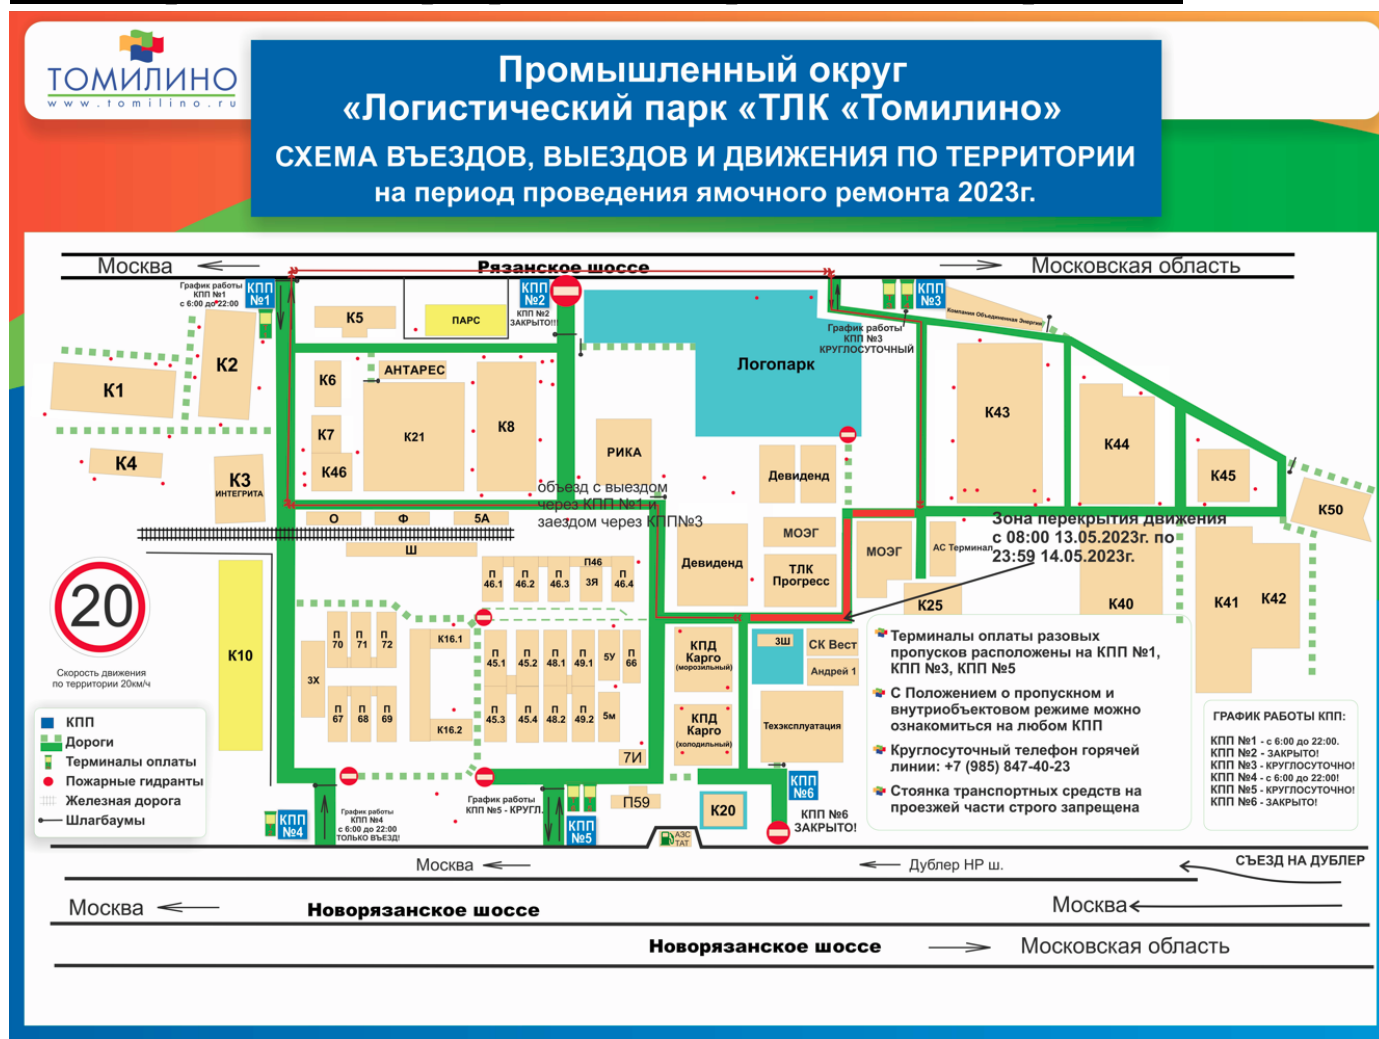 ТОМИЛИНО
www.tomilino.ru
Промышленный округ
«Логистический парк «ТЛК «Томилино»
СХЕМА ВЪЕЗДОВ, ВЫЕЗДОВ И ДВИЖЕНИЯ ПО ТЕРРИТОРИИ
на период проведения ямочного ремонта 2023г.
Москва
Рязанское шоссе
Московская область
График работы
КПП №1
с 6:00 до 22:00
КПП
№1
КПП
№2
КПП №2
ЗАКРЫТО!!!
КПП
№3
График работы
КПП №3
КРУГЛОСУТОЧНЫЙ
Компания Объединенная Энергия
К5
ПАРС
К2
К1
К4
К3
ИНТЕГРИТА
К6
АНТАРЕС
К7
К46
К21
К8
РИКА
Логопарк
К43
К44
К45
К50
Девиденд
объезд с выездом
через КПП №1 и
заездом через КПП№3
О
Ф
5А
Ш
МОЭГ
ТЛК
Прогресс
Девиденд
МОЭГ
АС Терминал
Зона перекрытия движения
с 08:00 13.05.2023г. по
23:59 14.05.2023г.
К25
К40
К41
К42
20
Скорость движения
по территории 20км/ч
К10
П
46.1
П
46.2
П
46.3
П46
3Я
П
46.4
П
70
П
71
П
72
К16.1
3Х
П
67
П
68
П
69
К16.2
П
45.1
П
45.2
П
48.1
П
49.1
5У
П
66
П
45.3
П
45.4
П
48.2
П
49.2
5м
7И
КПД
Карго
(морозильный)
КПД
Карго
(холодильный)
3Ш
СК Вест
Андрей 1
Техэксплуатация
П59
К20
КПП
№6
КПП №6
ЗАКРЫТО!
КПП
Дороги
Терминалы оплаты
Пожарные гидранты
Железная дорога
Шлагбаумы
КПП
№4
График работы
КПП №4
с 6:00 до 22:00
ТОЛЬКО ВЪЕЗД!
График работы
КПП №5 - КРУГЛ.
КПП
№5
АЗС
ТАТ
Терминалы оплаты разовых
пропусков расположены на КПП №1,
КПП №3, КПП №5
С Положением о пропускном и
внутриобъектовом режиме можно
ознакомиться на любом КПП
Круглосуточный телефон горячей
линии: +7 (985) 847-40-23
Стоянка транспортных средств на
проезжей части строго запрещена
ГРАФИК РАБОТЫ КПП:
КПП №1 - с 6:00 до 22:00.
КПП №2 - ЗАКРЫТО!
КПП №3 - КРУГЛОСУТОЧНО!
КПП №4 - с 6:00 до 22:00!
КПП №5 - КРУГЛОСУТОЧНО!
КПП №6 - ЗАКРЫТО!
Москва
Дублер НР ш.
СЪЕЗД НА ДУБЛЕР
Москва
Новорязанское шоссе
Москва
Новорязанское шоссе
Московская область